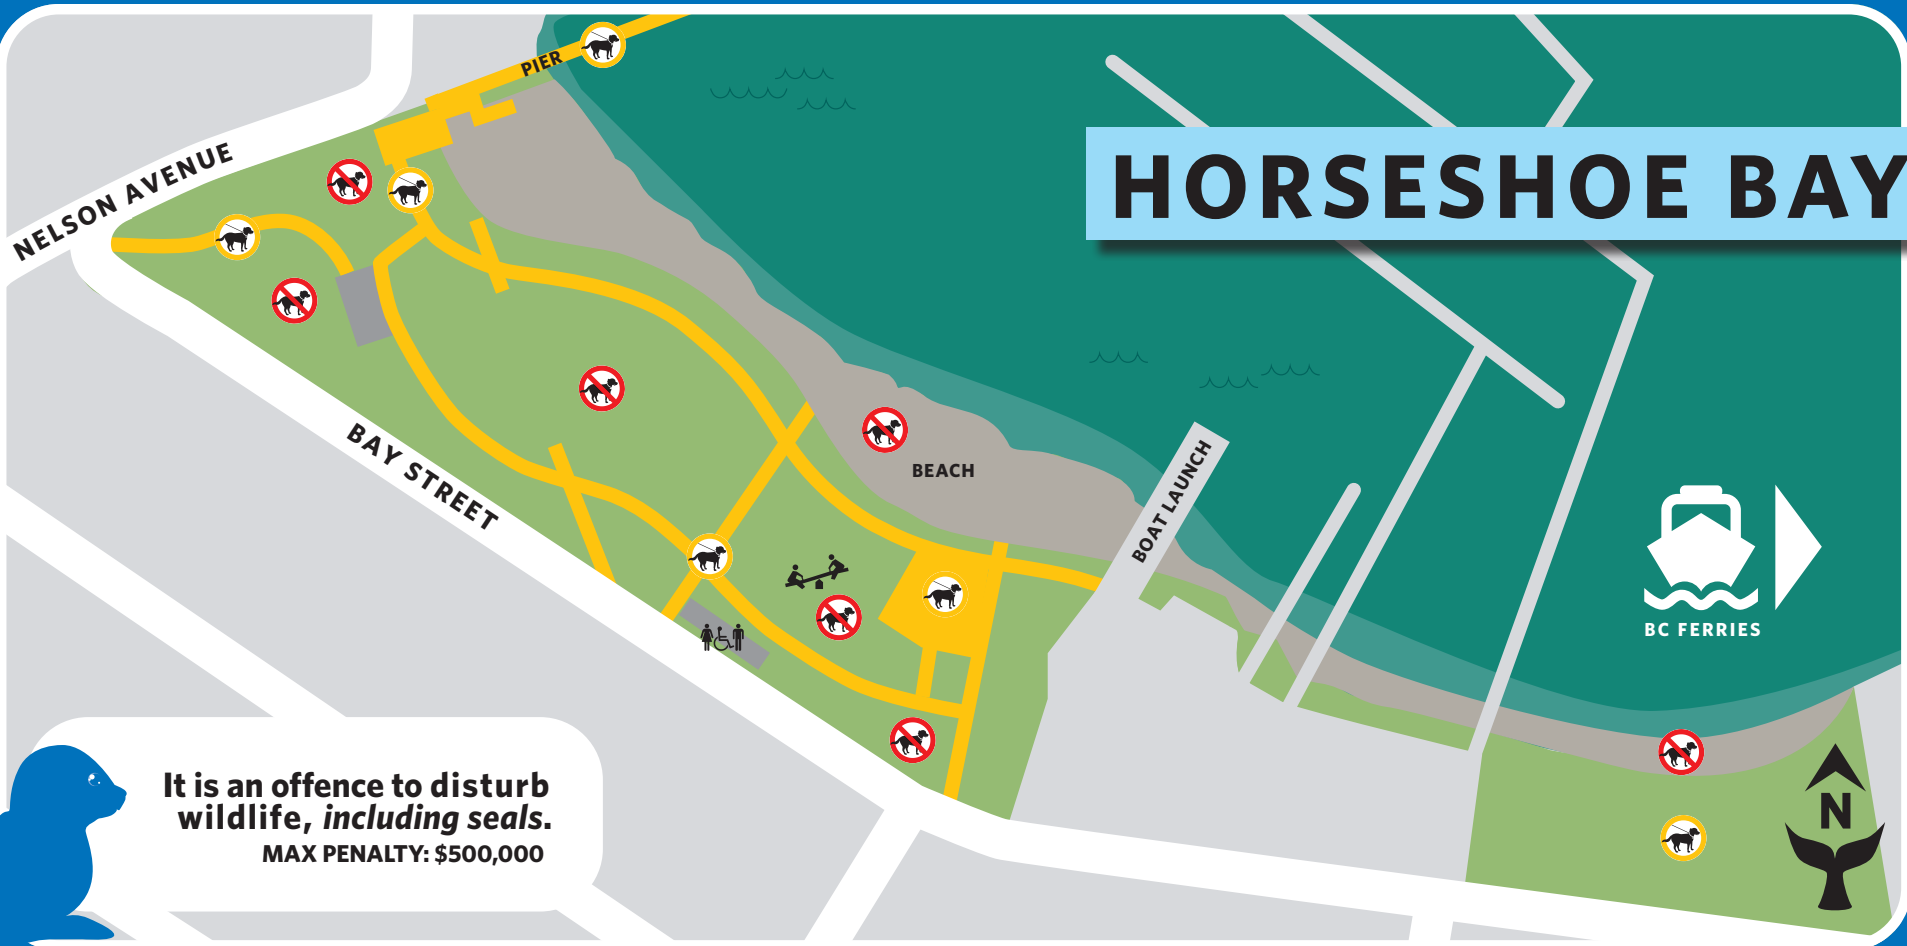 PIER
NELSON AVENUE
HORSESHOE BAY
BAY STREET
BEACH
BOAT LAUNCH
BC FERRIES
It is an offence to disturb
wildlife, including seals.
MAX PENALTY: $500,000
N